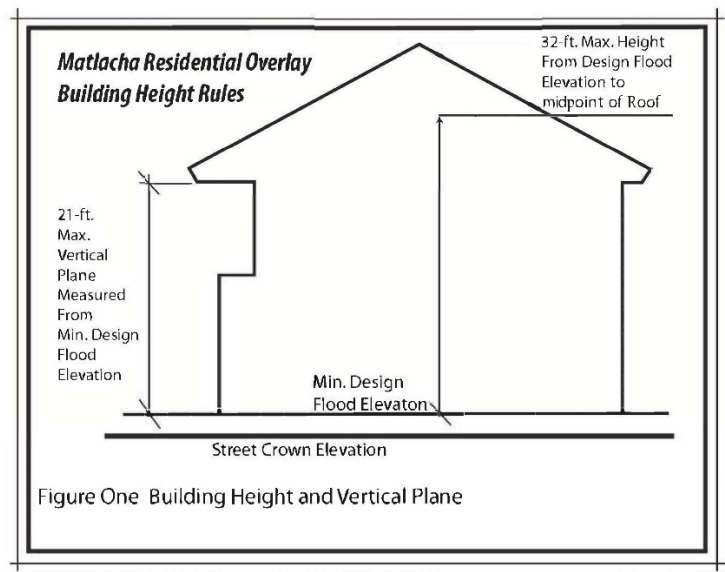 Matlacha Residential Overlay
Building Height Rules
32-ft. Max. Height
From Design Flood
Elevation to
midpoint of Roof
21-ft.
Max.
Vertical
Plane
Measured
From
Min. Design
Flood
Elevation
Min. Design
Flood Elevaton
Street Crown Elevation
Figure One Building Height and Vertical Plane